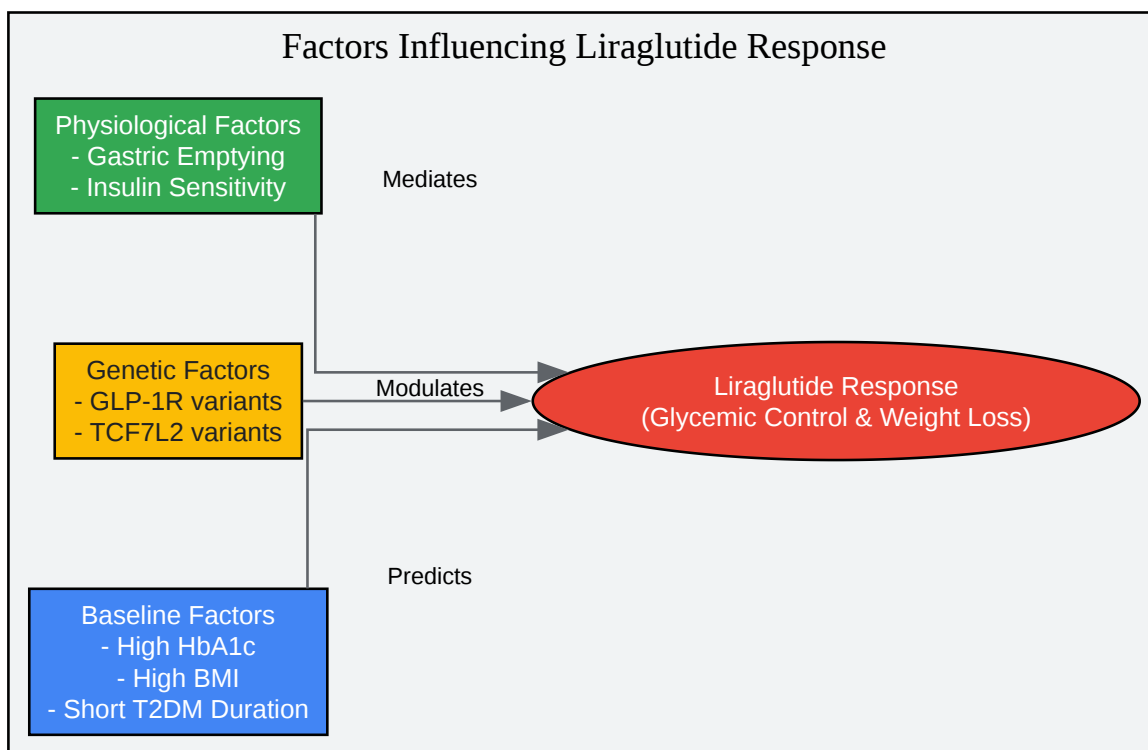 Factors Influencing Liraglutide Response
Physiological Factors
- Gastric Emptying
- Insulin Sensitivity
Mediates
Genetic Factors
- GLP-1R variants
- TCF7L2 variants
Modulates
Liraglutide Response
(Glycemic Control & Weight Loss)
Predicts
Baseline Factors
- High HbA1c
- High BMI
- Short T2DM Duration